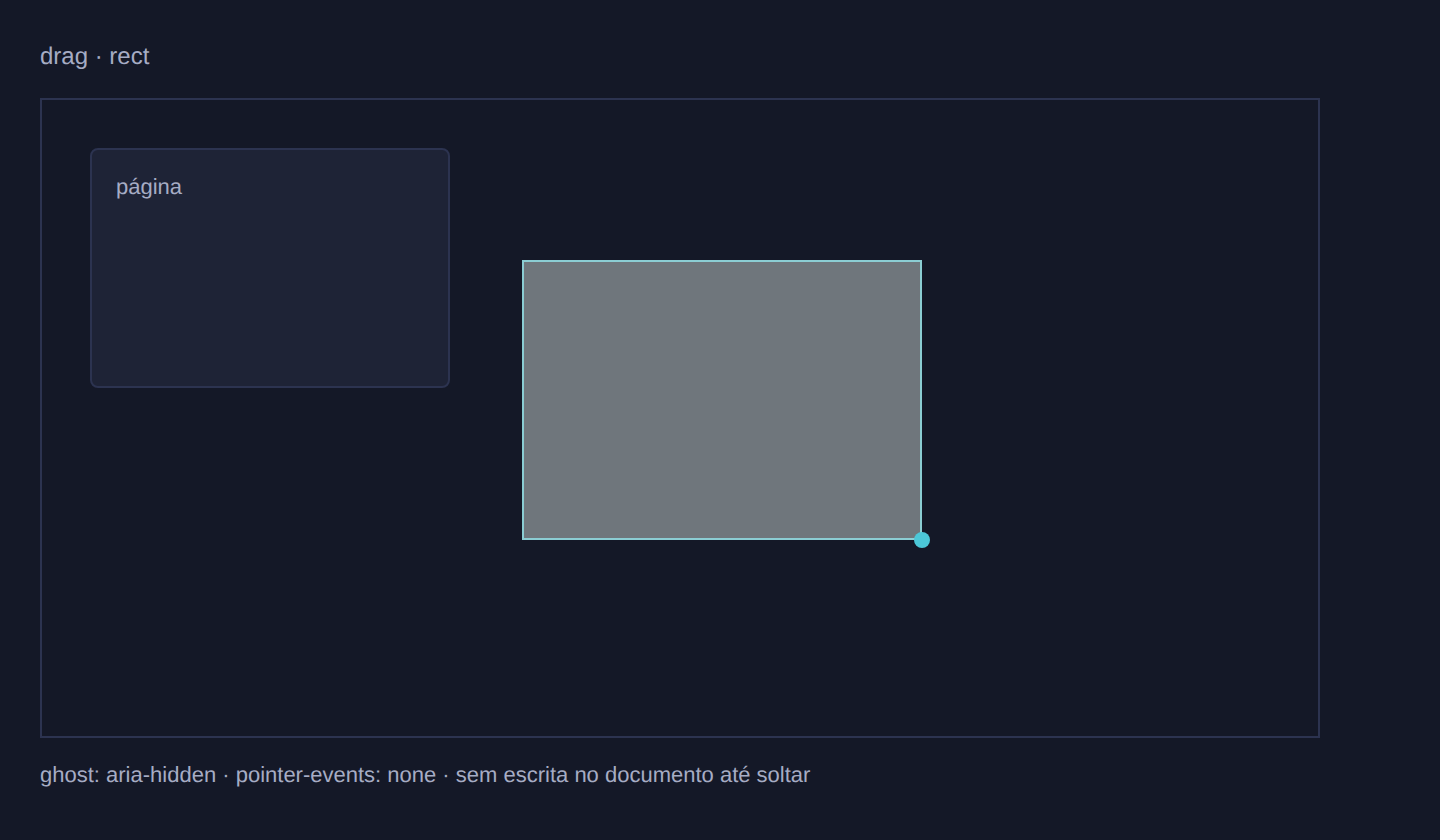 drag · rect
página
ghost: aria-hidden · pointer-events: none · sem escrita no documento até soltar